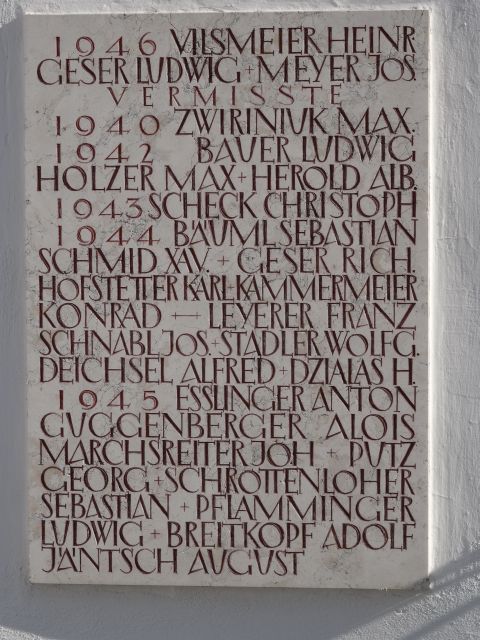 1946 VILSMEIER HEINR
GESER LUDWIG + MEYER JOS.
VERMISSTE
1940 ZWIRINIUK MAX.
1942 BAUER LUDWIG
HOLZER MAX + HEROLD ALB.
1943 SCHECK CHRISTOPH
1944 BÄUML SEBASTIAN
SCHMID XAV. + GESER RICH.
HOFSTETTER KARL + KAMMERMEIER
KONRAD + LEYERER FRANZ
SCHNABL JOS. + STADLER WOLFG.
DEICHSEL ALFRED + DZIALAS H.
1945 ESSLINGER ANTON
GUGGENBERGER ALOIS
MARCHSREITER JOH + PUTZ
GEORG + SCHRÖTTENLOHER
SEBASTIAN + PFLAMMINGER
LUDWIG + BREITKOPF ADOLF
JÄNTSCH AUGUST